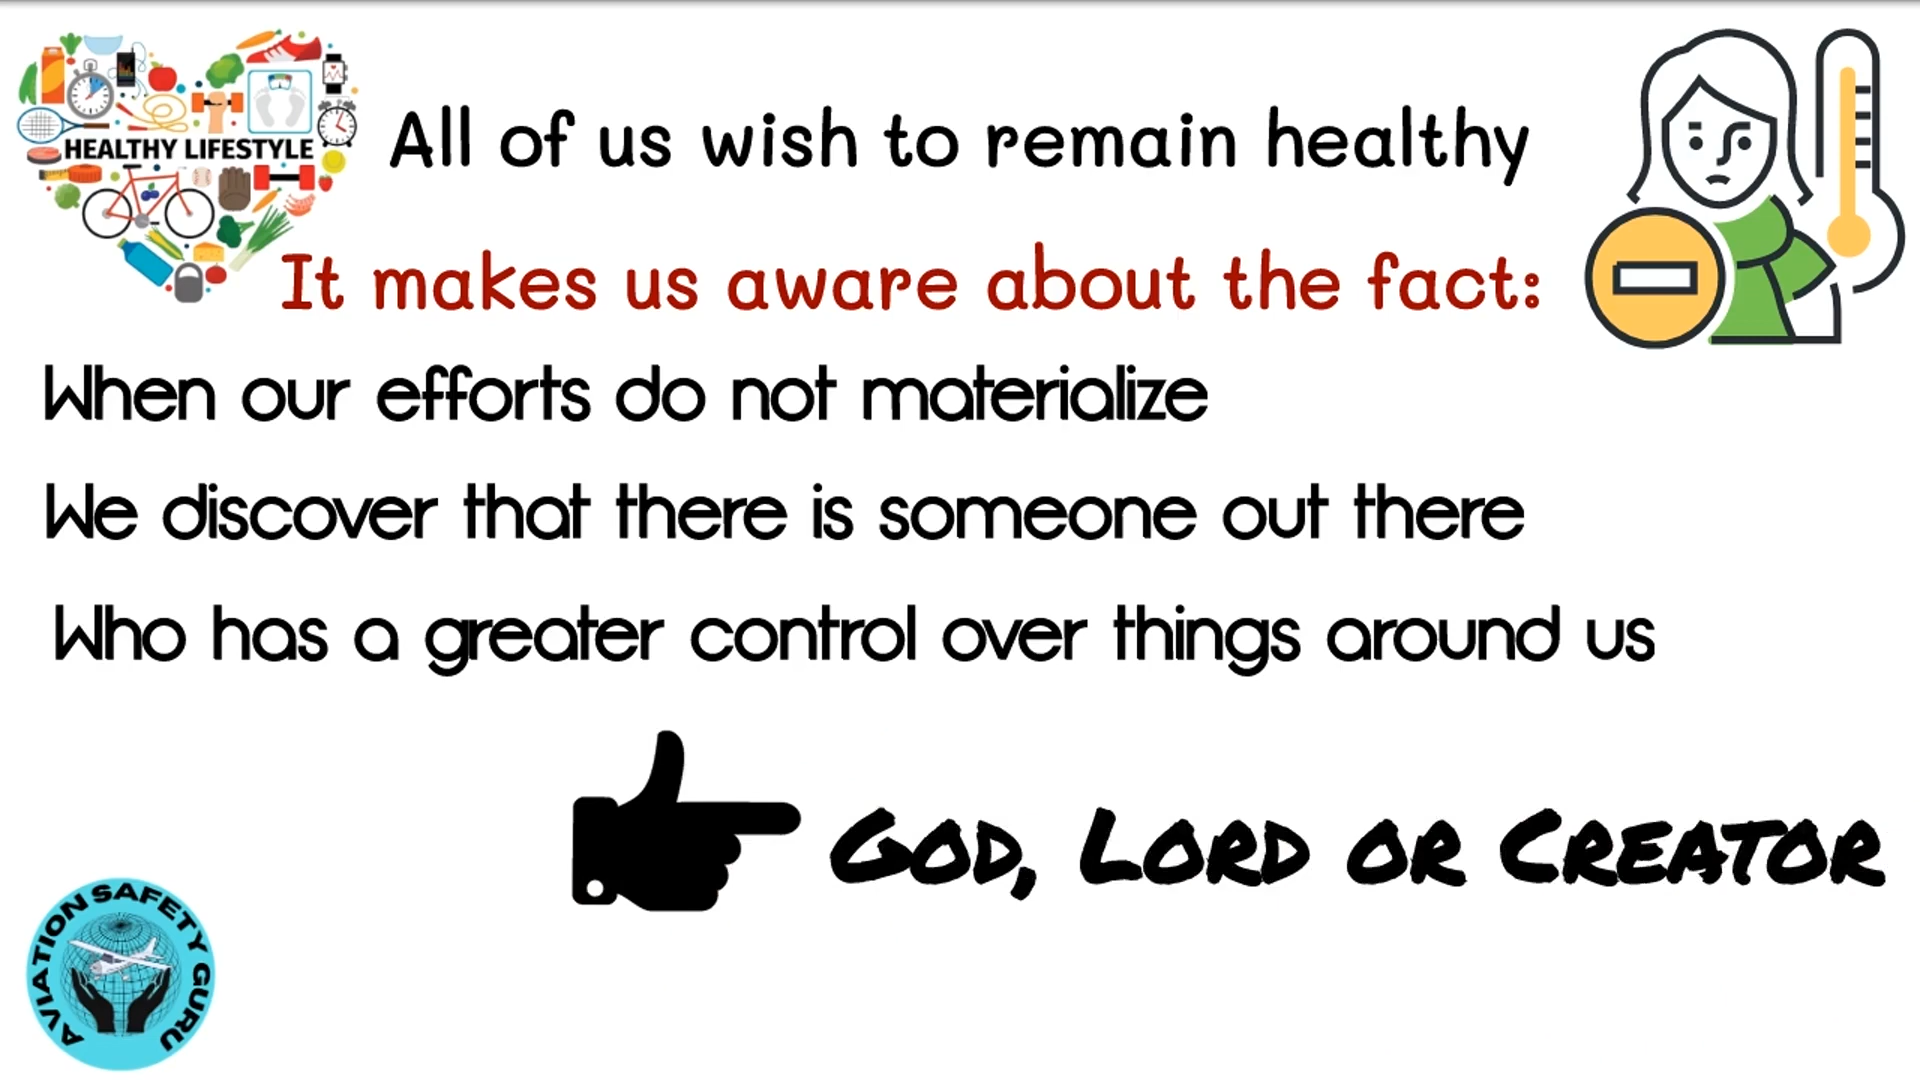 HEALTHY LIFESTYLE
All of us wish to remain healthy
It makes us aware about the fact:
When our efforts do not materialize
We discover that there is someone out there
Who has a greater control over things around us
God, Lord or Creator
AVIATION SAFETY GURU